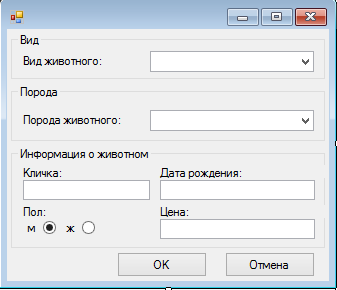 Вид
Вид животного:
Порода
Порода животного:
Информация о животном
Кличка: Дата рождения:
Пол: Цена:
м ж
OK Отмена